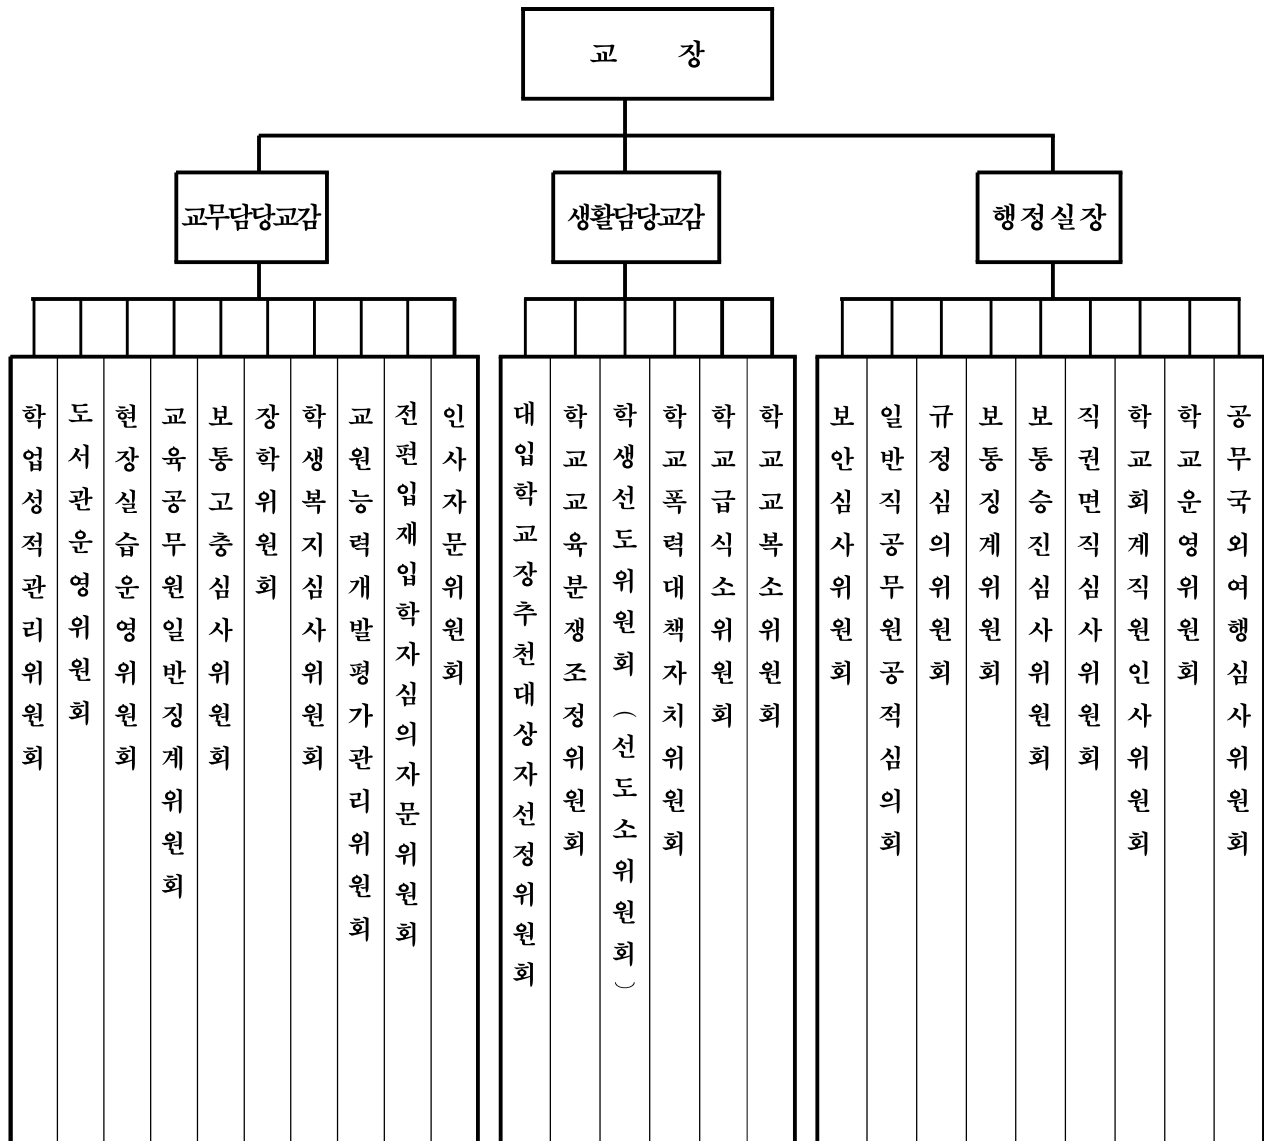 교 장
교무담당교감
생활담당교감
행정실장
학업성적관리위원회
도서관운영위원회
현장실습운영위원회
교육공무원일반징계위원회
보통고충심사위원회
장학위원회
학생복지심사위원회
교원능력개발평가관리위원회
전편입재입학자심의자문위원회
인사자문위원회
대입학교장추천대상자선정위원회
학교교육분쟁조정위원회
학생선도위원회 (선도소위원회)
학교폭력대책자치위원회
학교급식소위원회
학교교복소위원회
보안심사위원회
일반직공무원공적심의회
규정심의위원회
보통징계위원회
보통승진심사위원회
직권면직심사위원회
학교회계직원인사위원회
학교운영위원회
공무국외여행심사위원회